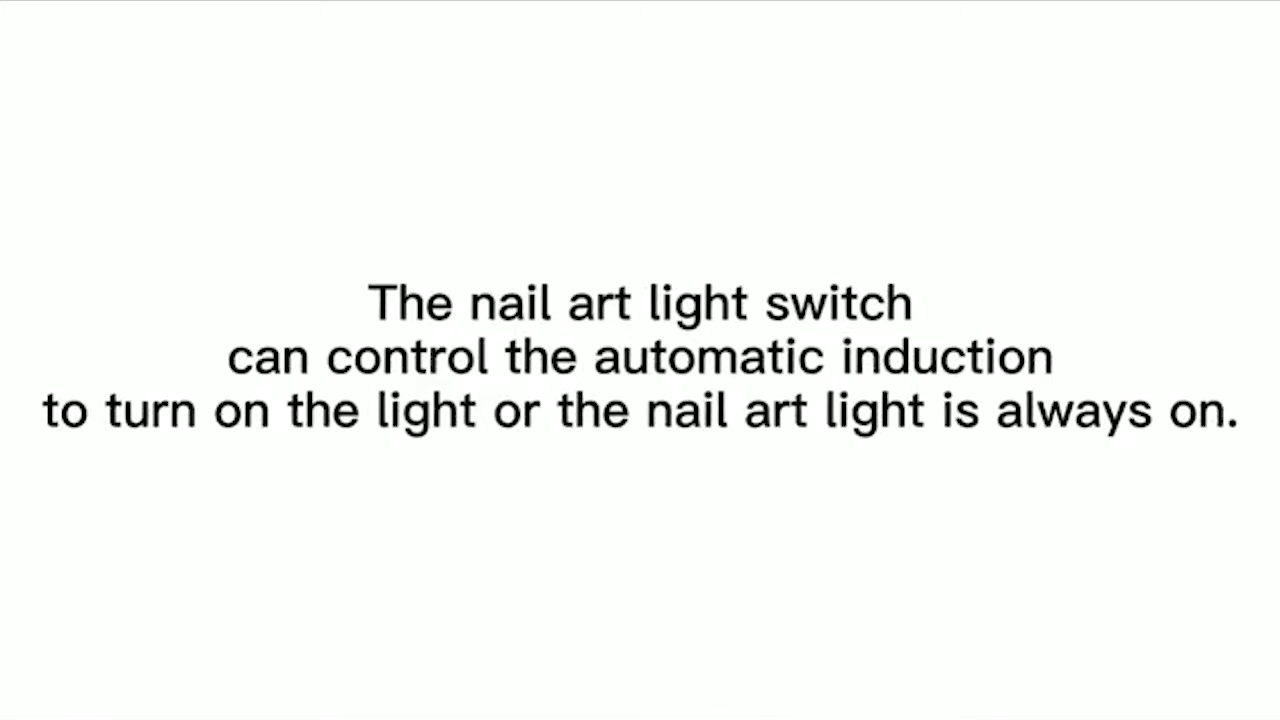 The nail art light switch
can control the automatic induction
to turn on the light or the nail art light is always on.